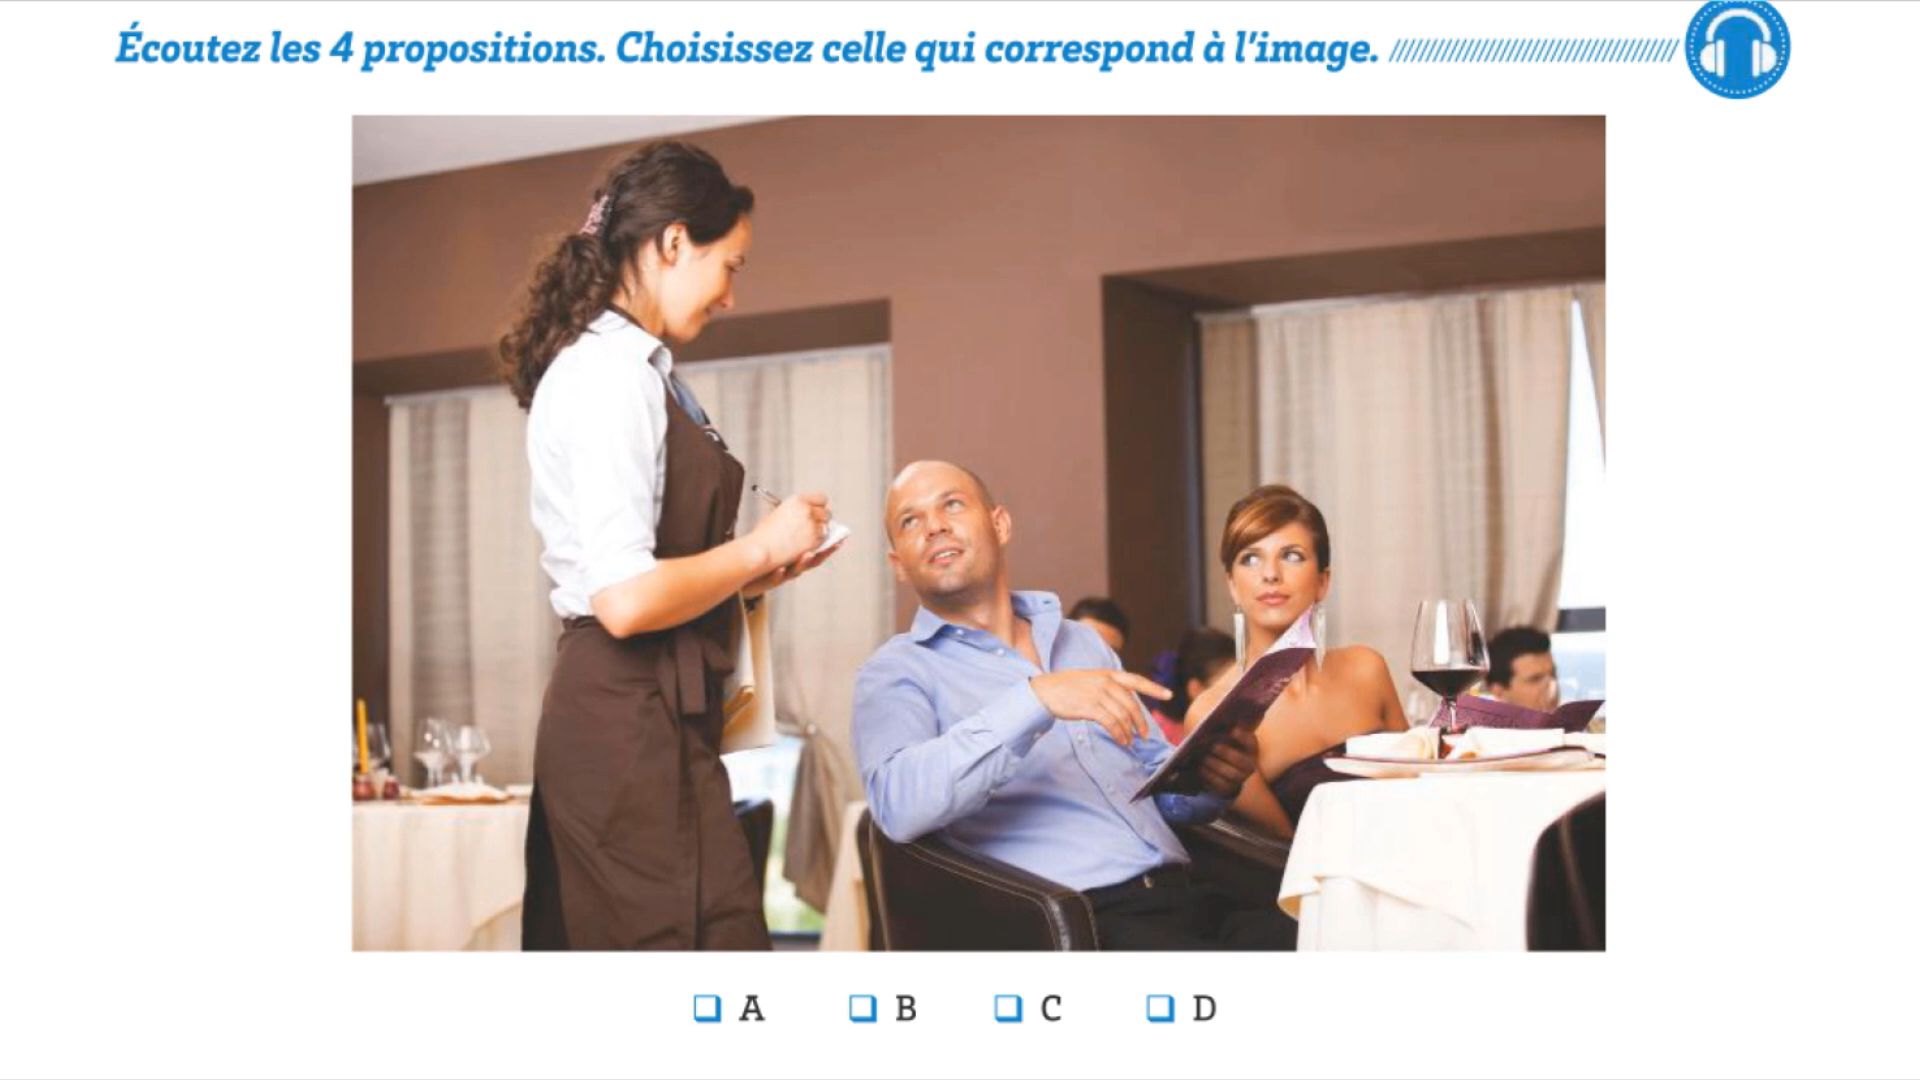 Écoutez les 4 propositions. Choisissez celle qui correspond à l'image.
A B C D